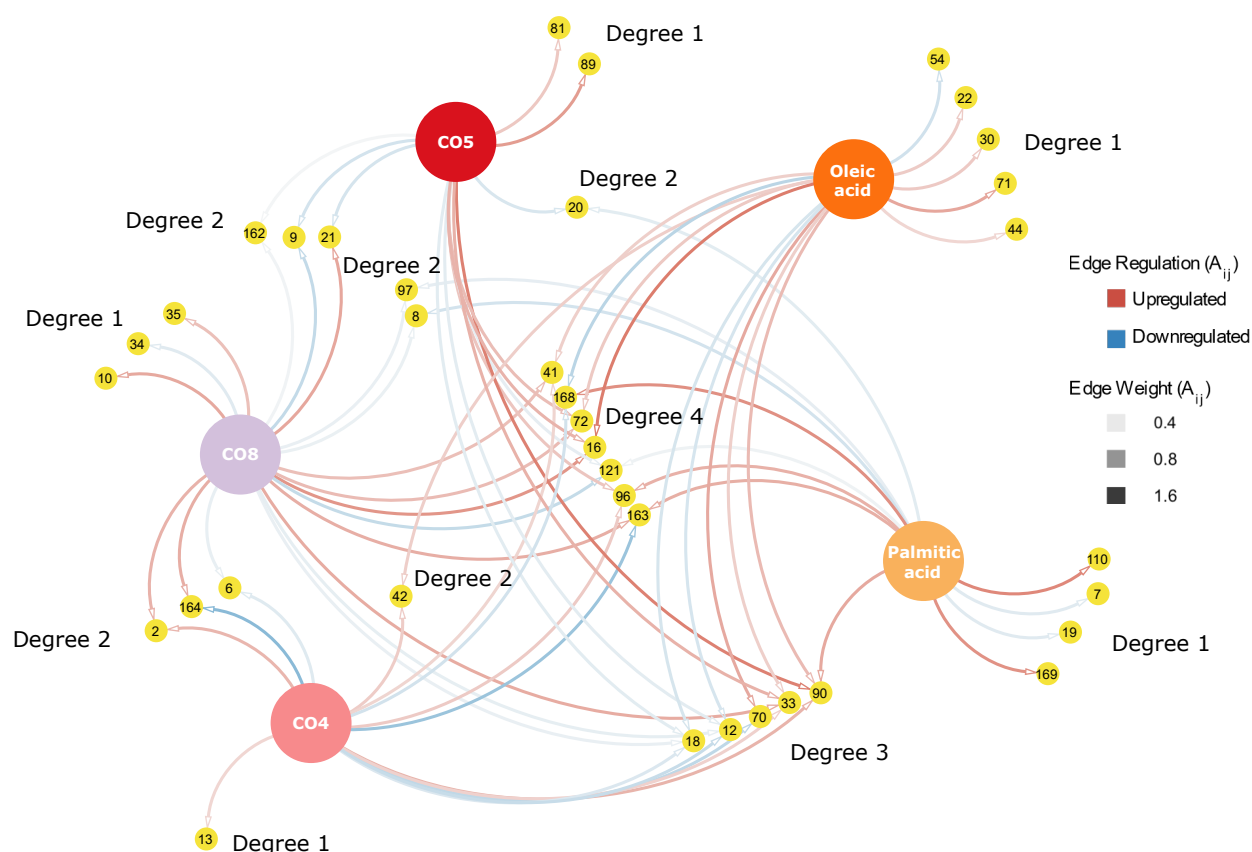 81
Degree 1
89
54
22
CO5
30
Degree 1
Oleic
acid
71
Degree 2
20
44
Degree 2
162
9
21
Degree 2
97
8
Edge Regulation (A_ij)
Upregulated
Downregulated
Degree 1
35
34
10
41
168
72
Degree 4
16
121
96
163
Edge Weight (A_ij)
0.4
0.8
1.6
CO8
Palmitic
acid
110
7
19
Degree 1
169
Degree 2
42
6
164
2
Degree 2
CO4
90
33
70
12
18
Degree 3
13
Degree 1